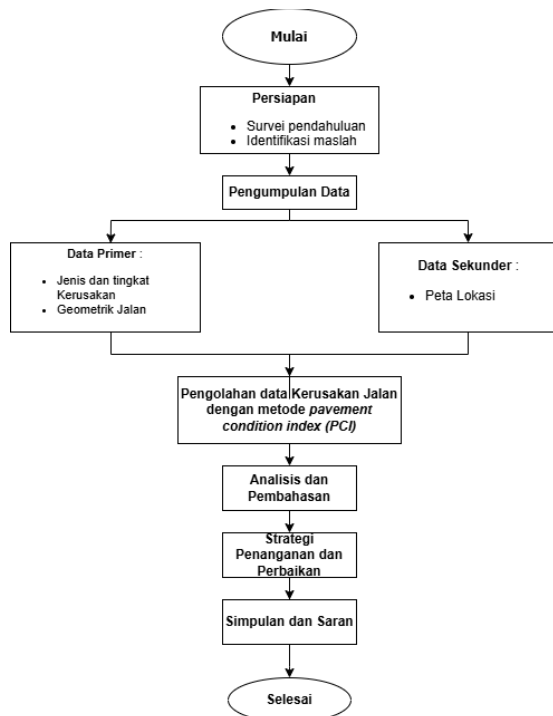 Mulai
Persiapan
• Survei pendahuluan
• Identifikasi maslah
Pengumpulan Data
Data Primer :
• Jenis dan tingkat
Kerusakan
• Geometrik Jalan
Data Sekunder :
• Peta Lokasi
Pengolahan data Kerusakan Jalan
dengan metode pavement
condition index (PCI)
Analisis dan
Pembahasan
Strategi
Penanganan dan
Perbaikan
Simpulan dan Saran
Selesai